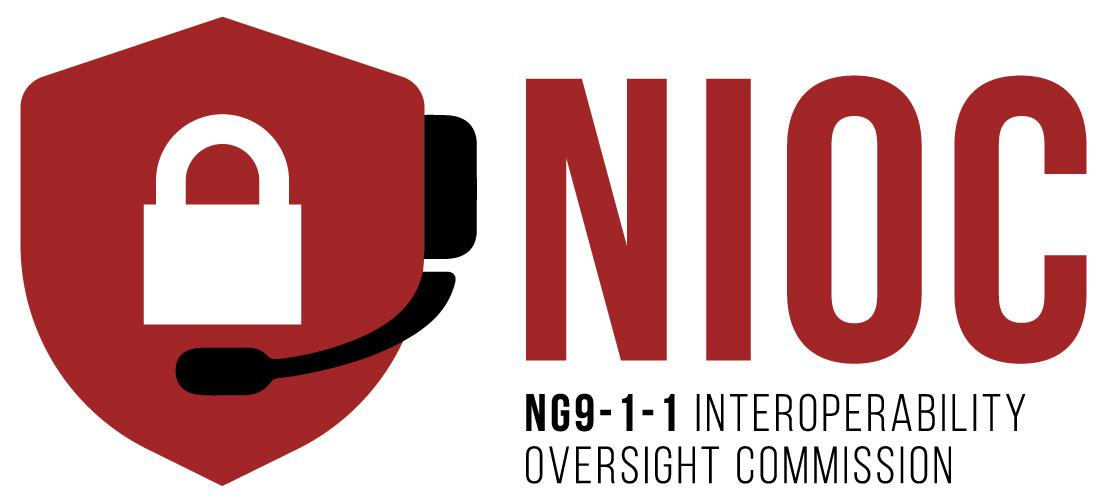 NIOC
NG9-1-1 INTEROPERABILITY
OVERSIGHT COMMISSION